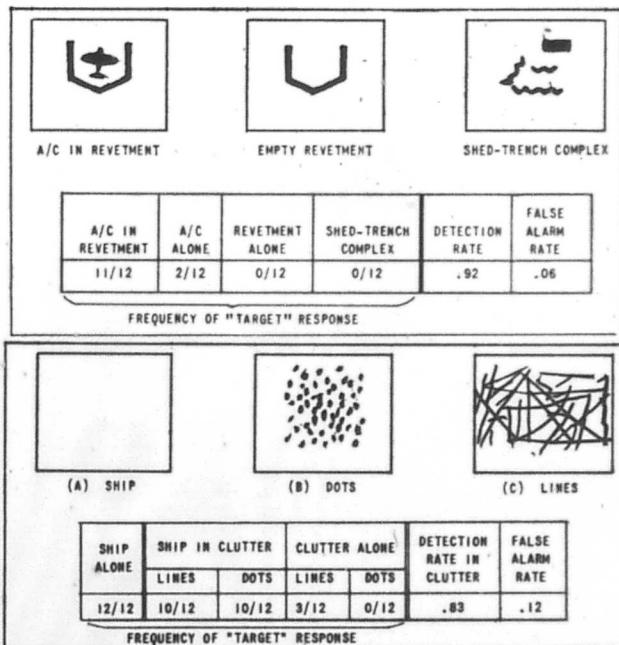 A/C IN REVETMENT
EMPTY REVETMENT
SHED-TRENCH COMPLEX
A/C IN REVETMENT
A/C ALONE
REVETMENT ALONE
SHED-TRENCH COMPLEX
DETECTION RATE
FALSE ALARM RATE
11/12 2/12 0/12 0/12 .92 .06
FREQUENCY OF "TARGET" RESPONSE
(A) SHIP
(B) DOTS
(C) LINES
SHIP ALONE
SHIP IN CLUTTER
CLUTTER ALONE
DETECTION RATE IN CLUTTER
FALSE ALARM RATE
LINES DOTS LINES DOTS
12/12 10/12 10/12 3/12 0/12 .83 .12
FREQUENCY OF "TARGET" RESPONSE